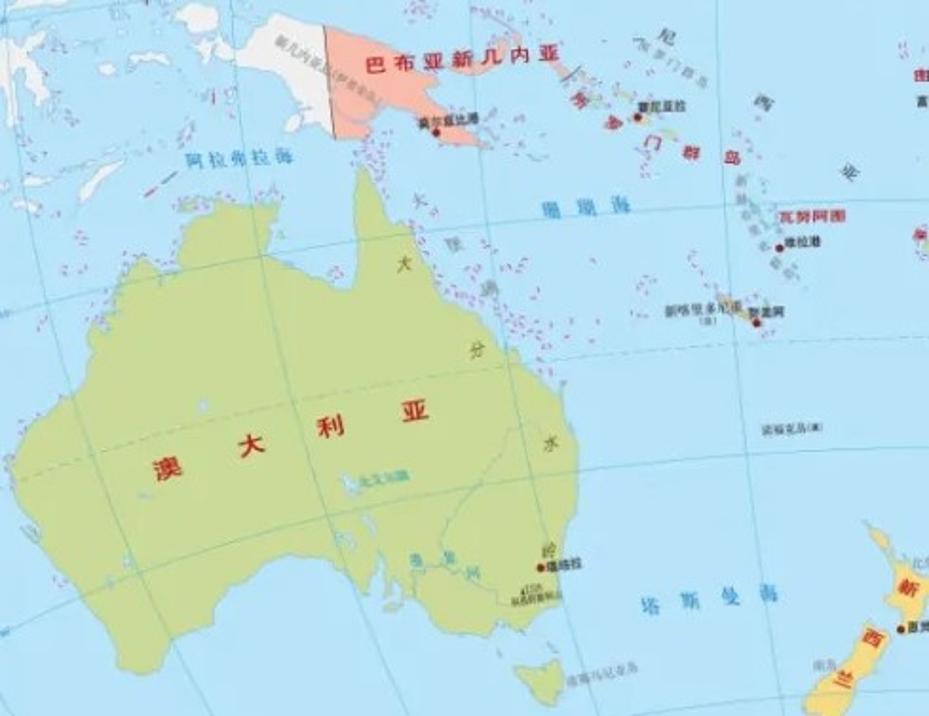 巴布亚新几内亚
新几内亚岛(伊里安岛)
莫尔兹比港
尼
西
亚
所罗门群岛
霍尼亚拉
阿拉弗拉海
珊瑚海
大堡礁
瓦努阿图
维拉港
新喀里多尼亚
(法)
努美阿
大分水岭
澳大利亚
诺福克岛(澳)
北艾尔湖
墨累河
堪培拉
塔斯曼海
塔斯马尼亚岛
新西兰
南岛
惠灵